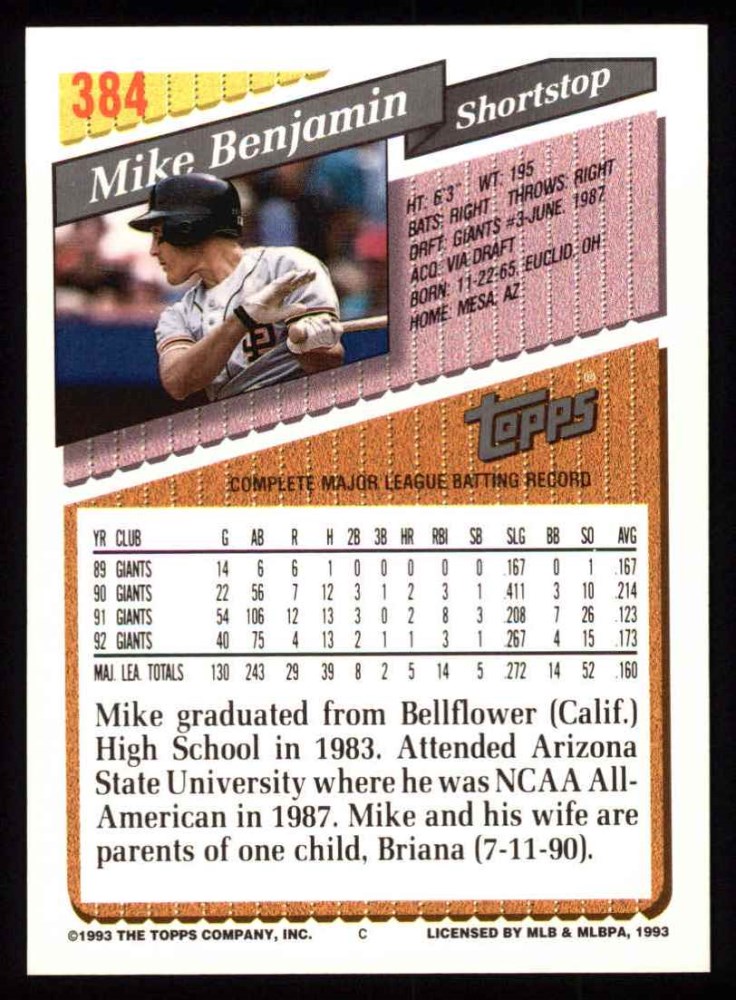 384
Mike Benjamin
Shortstop
HT: 6'3" WT: 195
BATS: RIGHT THROWS: RIGHT
DRFT: GIANTS #3-JUNE, 1987
ACQ: VIA DRAFT
BORN: 11-22-65, EUCLID, OH
HOME: MESA, AZ
SF
topps®
COMPLETE MAJOR LEAGUE BATTING RECORD
YR CLUB G AB R H 2B 3B HR RBI SB SLG BB SO AVG
89 GIANTS 14 6 6 1 0 0 0 0 0 .167 0 1 .167
90 GIANTS 22 56 7 12 3 1 2 3 1 .411 3 10 .214
91 GIANTS 54 106 12 13 3 0 2 8 3 .208 7 26 .123
92 GIANTS 40 75 4 13 2 1 1 3 1 .267 4 15 .173
MAJ. LEA. TOTALS 130 243 29 39 8 2 5 14 5 .272 14 52 .160
Mike graduated from Bellflower (Calif.)
High School in 1983. Attended Arizona
State University where he was NCAA All-
American in 1987. Mike and his wife are
parents of one child, Briana (7-11-90).
©1993 THE TOPPS COMPANY, INC. C LICENSED BY MLB & MLBPA, 1993